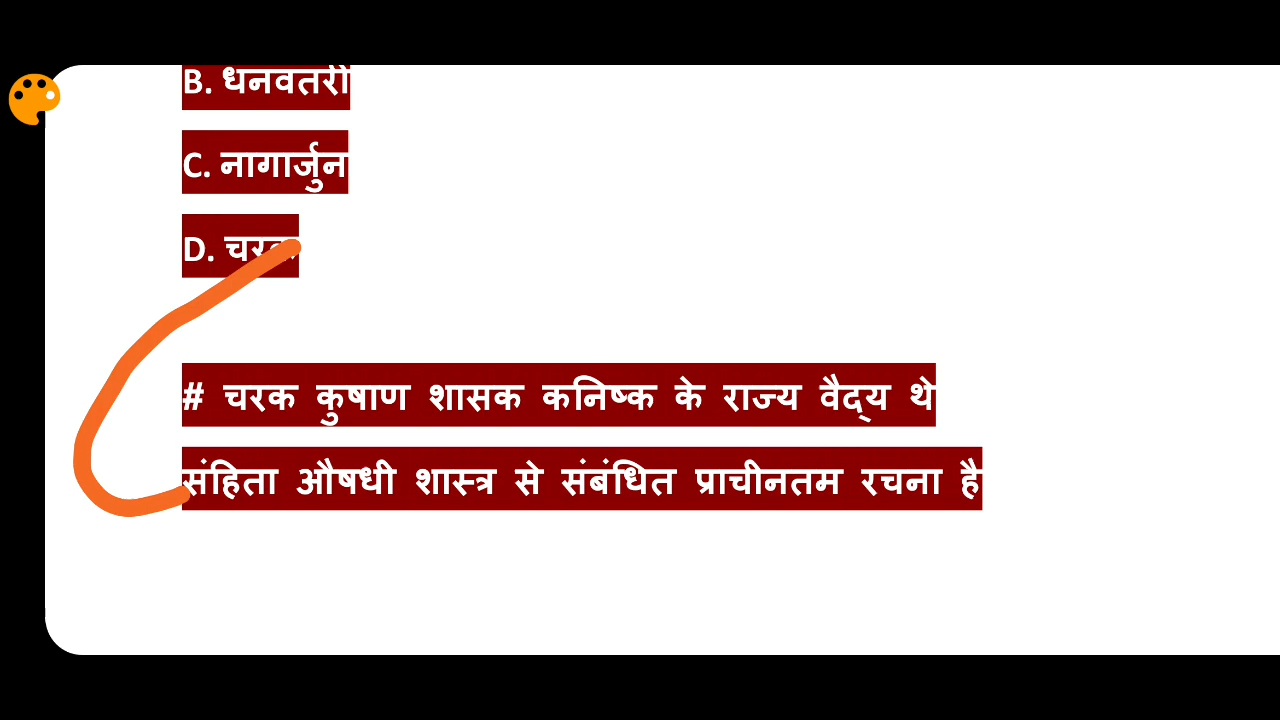 B. धनवतरी
C. नागार्जुन
D. चरक
# चरक कुषाण शासक कनिष्क के राज्य वैद्य थे
संहिता औषधी शास्त्र से संबंधित प्राचीनतम रचना है